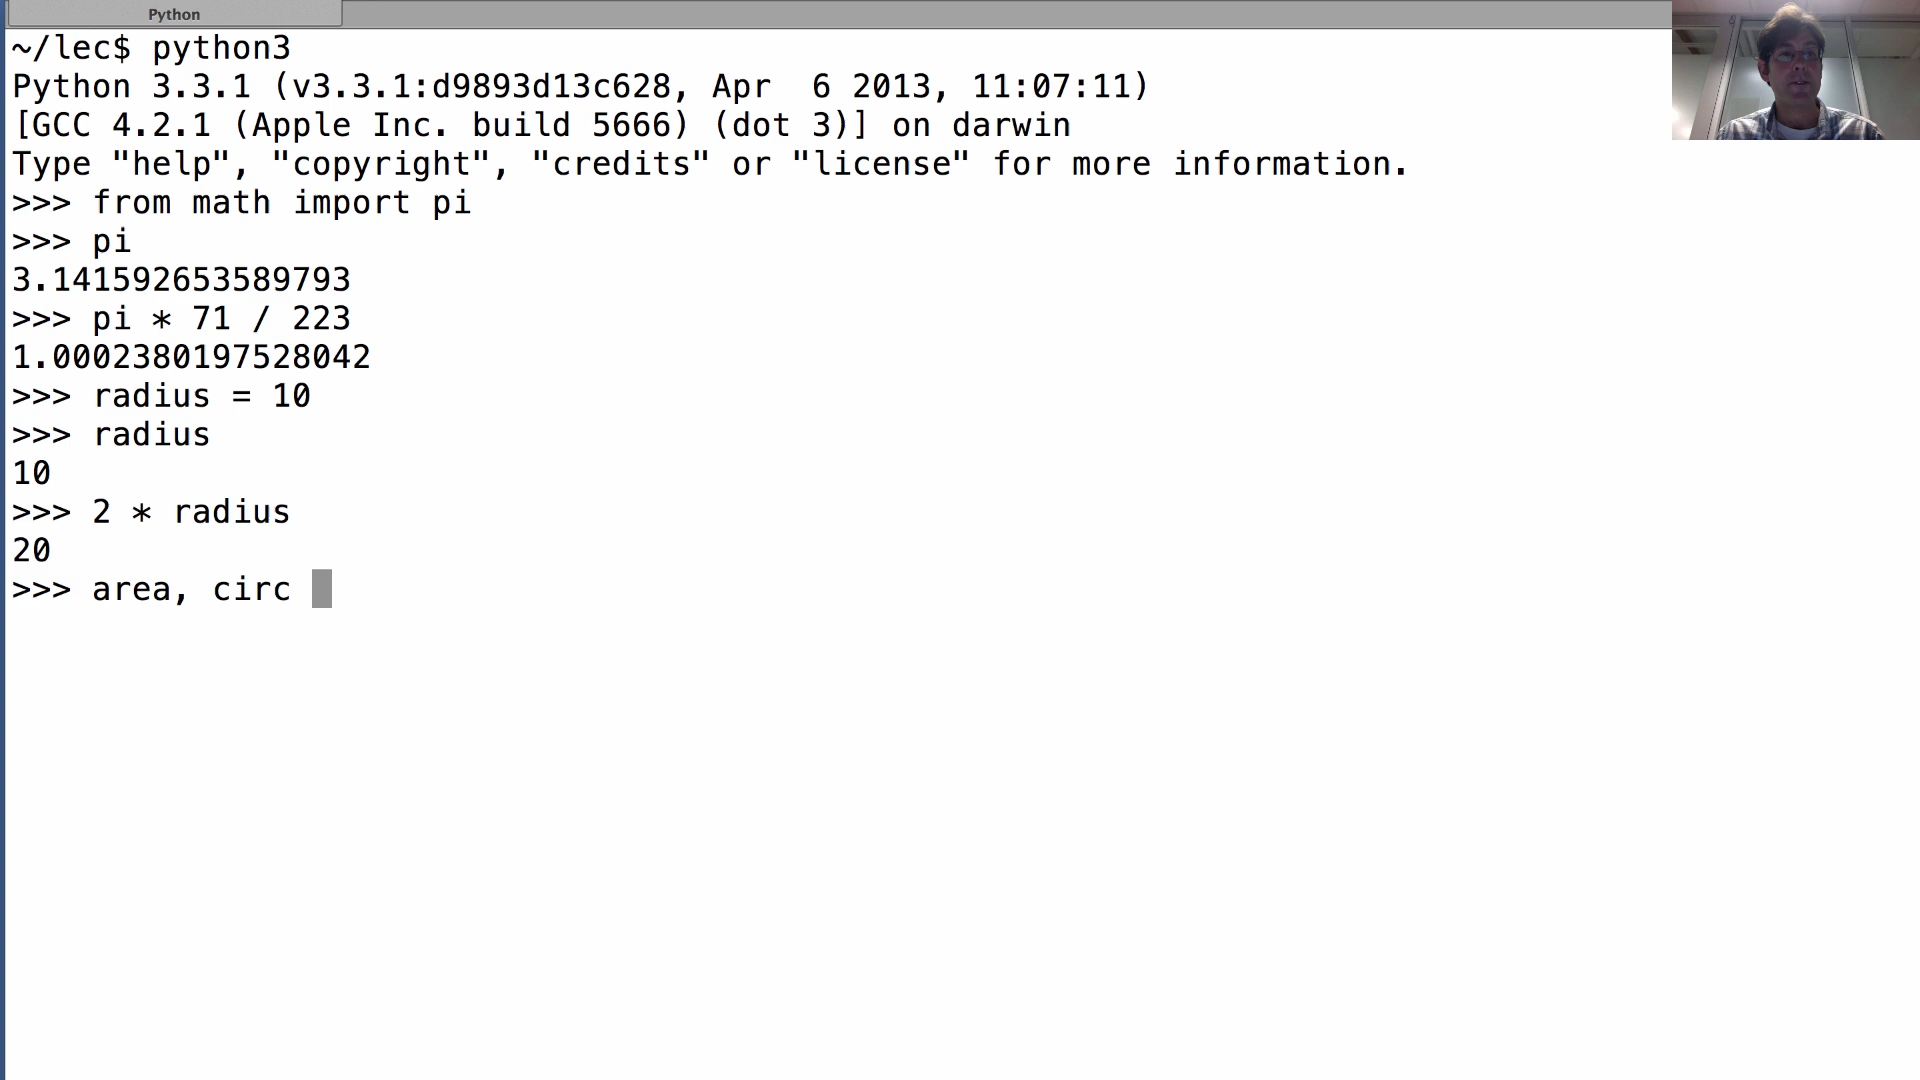 Python
~/lec$ python3
Python 3.3.1 (v3.3.1:d9893d13c628, Apr  6 2013, 11:07:11)
[GCC 4.2.1 (Apple Inc. build 5666) (dot 3)] on darwin
Type "help", "copyright", "credits" or "license" for more information.
>>> from math import pi
>>> pi
3.141592653589793
>>> pi * 71 / 223
1.0002380197528042
>>> radius = 10
>>> radius
10
>>> 2 * radius
20
>>> area, circ